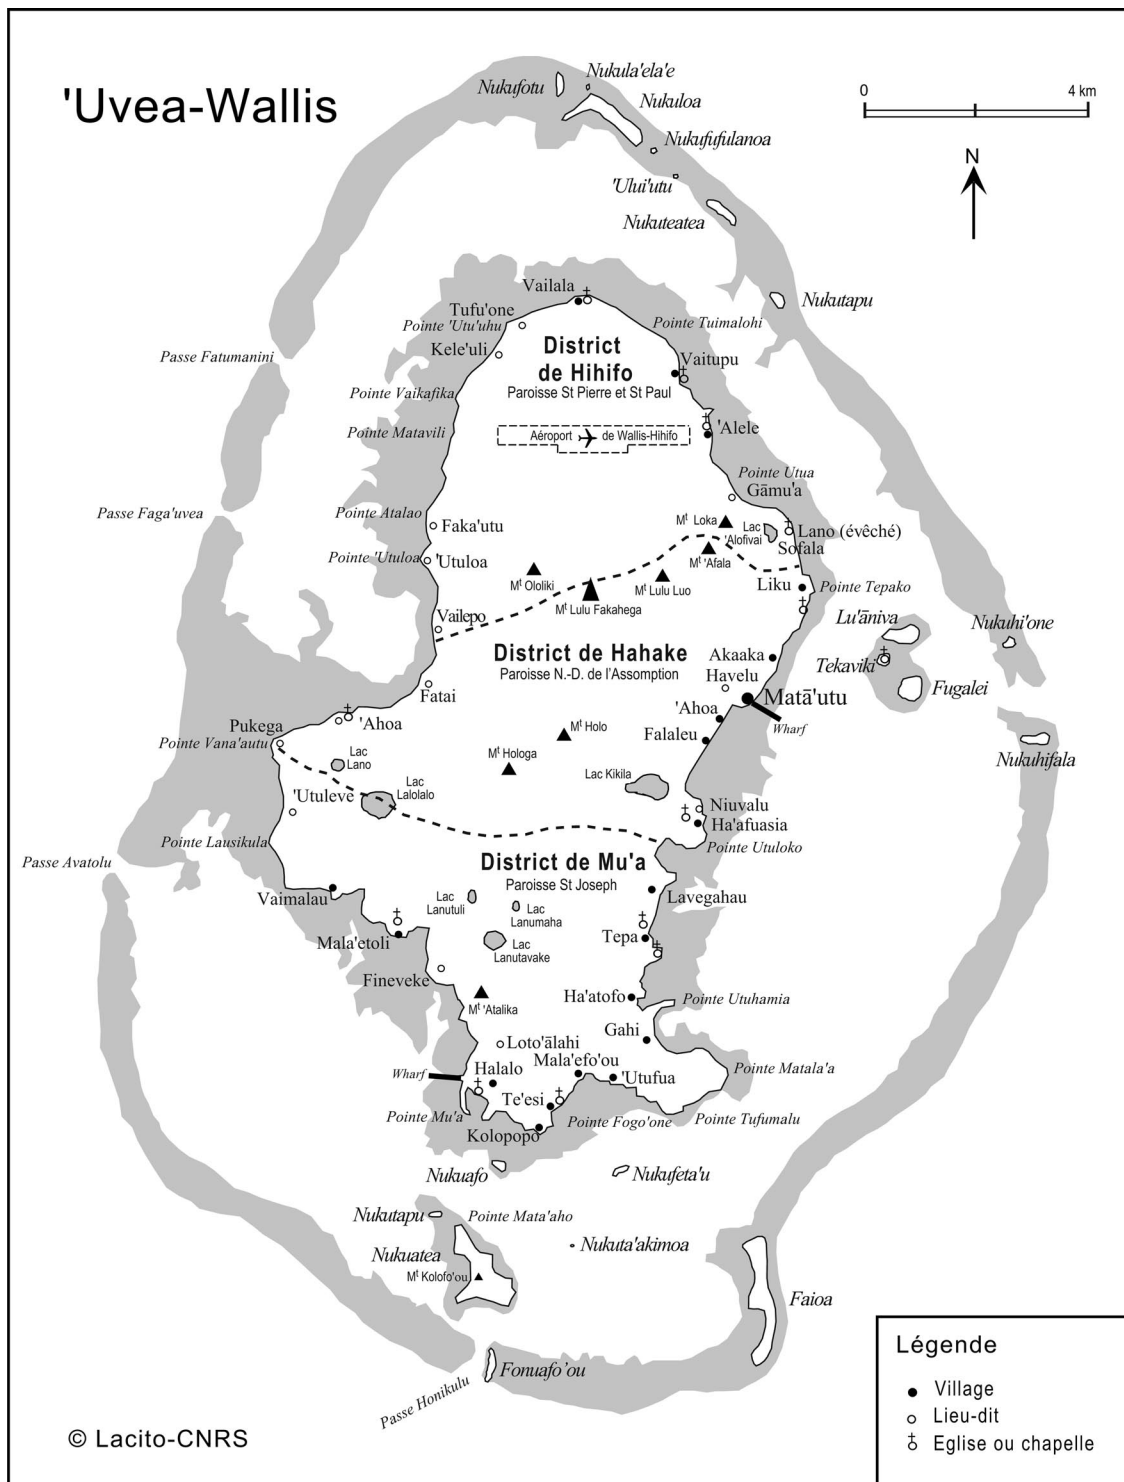 'Uvea-Wallis
0
4 km
N
Nukufotu
Nukula'ela'e
Nukuloa
Nukufufulanoa
'Ului'utu
Nukuteatea
Nukutapu
Vailala
Tufu'one
Pointe 'Utu'uhu
Pointe Tuimalohi
Kele'uli
District
de Hihifo
Paroisse St Pierre et St Paul
Vaitupu
Passe Fatumanini
Pointe Vaikafika
Pointe Matavili
Aéroport
de Wallis-Hihifo
'Alele
Pointe Utua
Gāmu'a
Passe Faga'uvea
Pointe Atalao
Faka'utu
Mt Loka
Lac
'Alofivai
Lano (évêché)
Sofala
Pointe 'Utuloa
'Utuloa
Mt 'Afala
Mt Ololiki
Mt Lulu Luo
Mt Lulu Fakahega
Liku
Pointe Tepako
Vailepo
Lu'āniva
Nukuhi'one
District de Hahake
Paroisse N.-D. de l'Assomption
Akaaka
Tekaviki
Havelu
Fugalei
Fatai
Matā'utu
'Ahoa
Pukega
Pointe Vana'autu
'Ahoa
Falaleu
Wharf
Mt Holo
Mt Hologa
Nukuhifala
Lac
Lano
Lac
Lalolalo
Lac Kikila
'Utuleve
Niuvalu
Ha'afuasia
Pointe Lausikula
Pointe Utuloko
Passe Avatolu
District de Mu'a
Paroisse St Joseph
Vaimalau
Lac
Lanutuli
Lac
Lanumaha
Lavegahau
Mala'etoli
Lac
Lanutavake
Tepa
Fineveke
Mt 'Atalika
Ha'atofo
Pointe Utuhamia
Gahi
Loto'ālahi
Mala'efo'ou
Halalo
'Utufua
Pointe Matala'a
Wharf
Te'esi
Pointe Mu'a
Pointe Fogo'one
Pointe Tufumalu
Kolopopo
Nukuafo
Nukufeta'u
Nukutapu
Pointe Mata'aho
Nukuatea
Nukuta'akimoa
Mt Kolofo'ou
Faioa
Fonuafo’ou
Passe Honikulu
Légende
Village
Lieu-dit
Eglise ou chapelle
© Lacito-CNRS